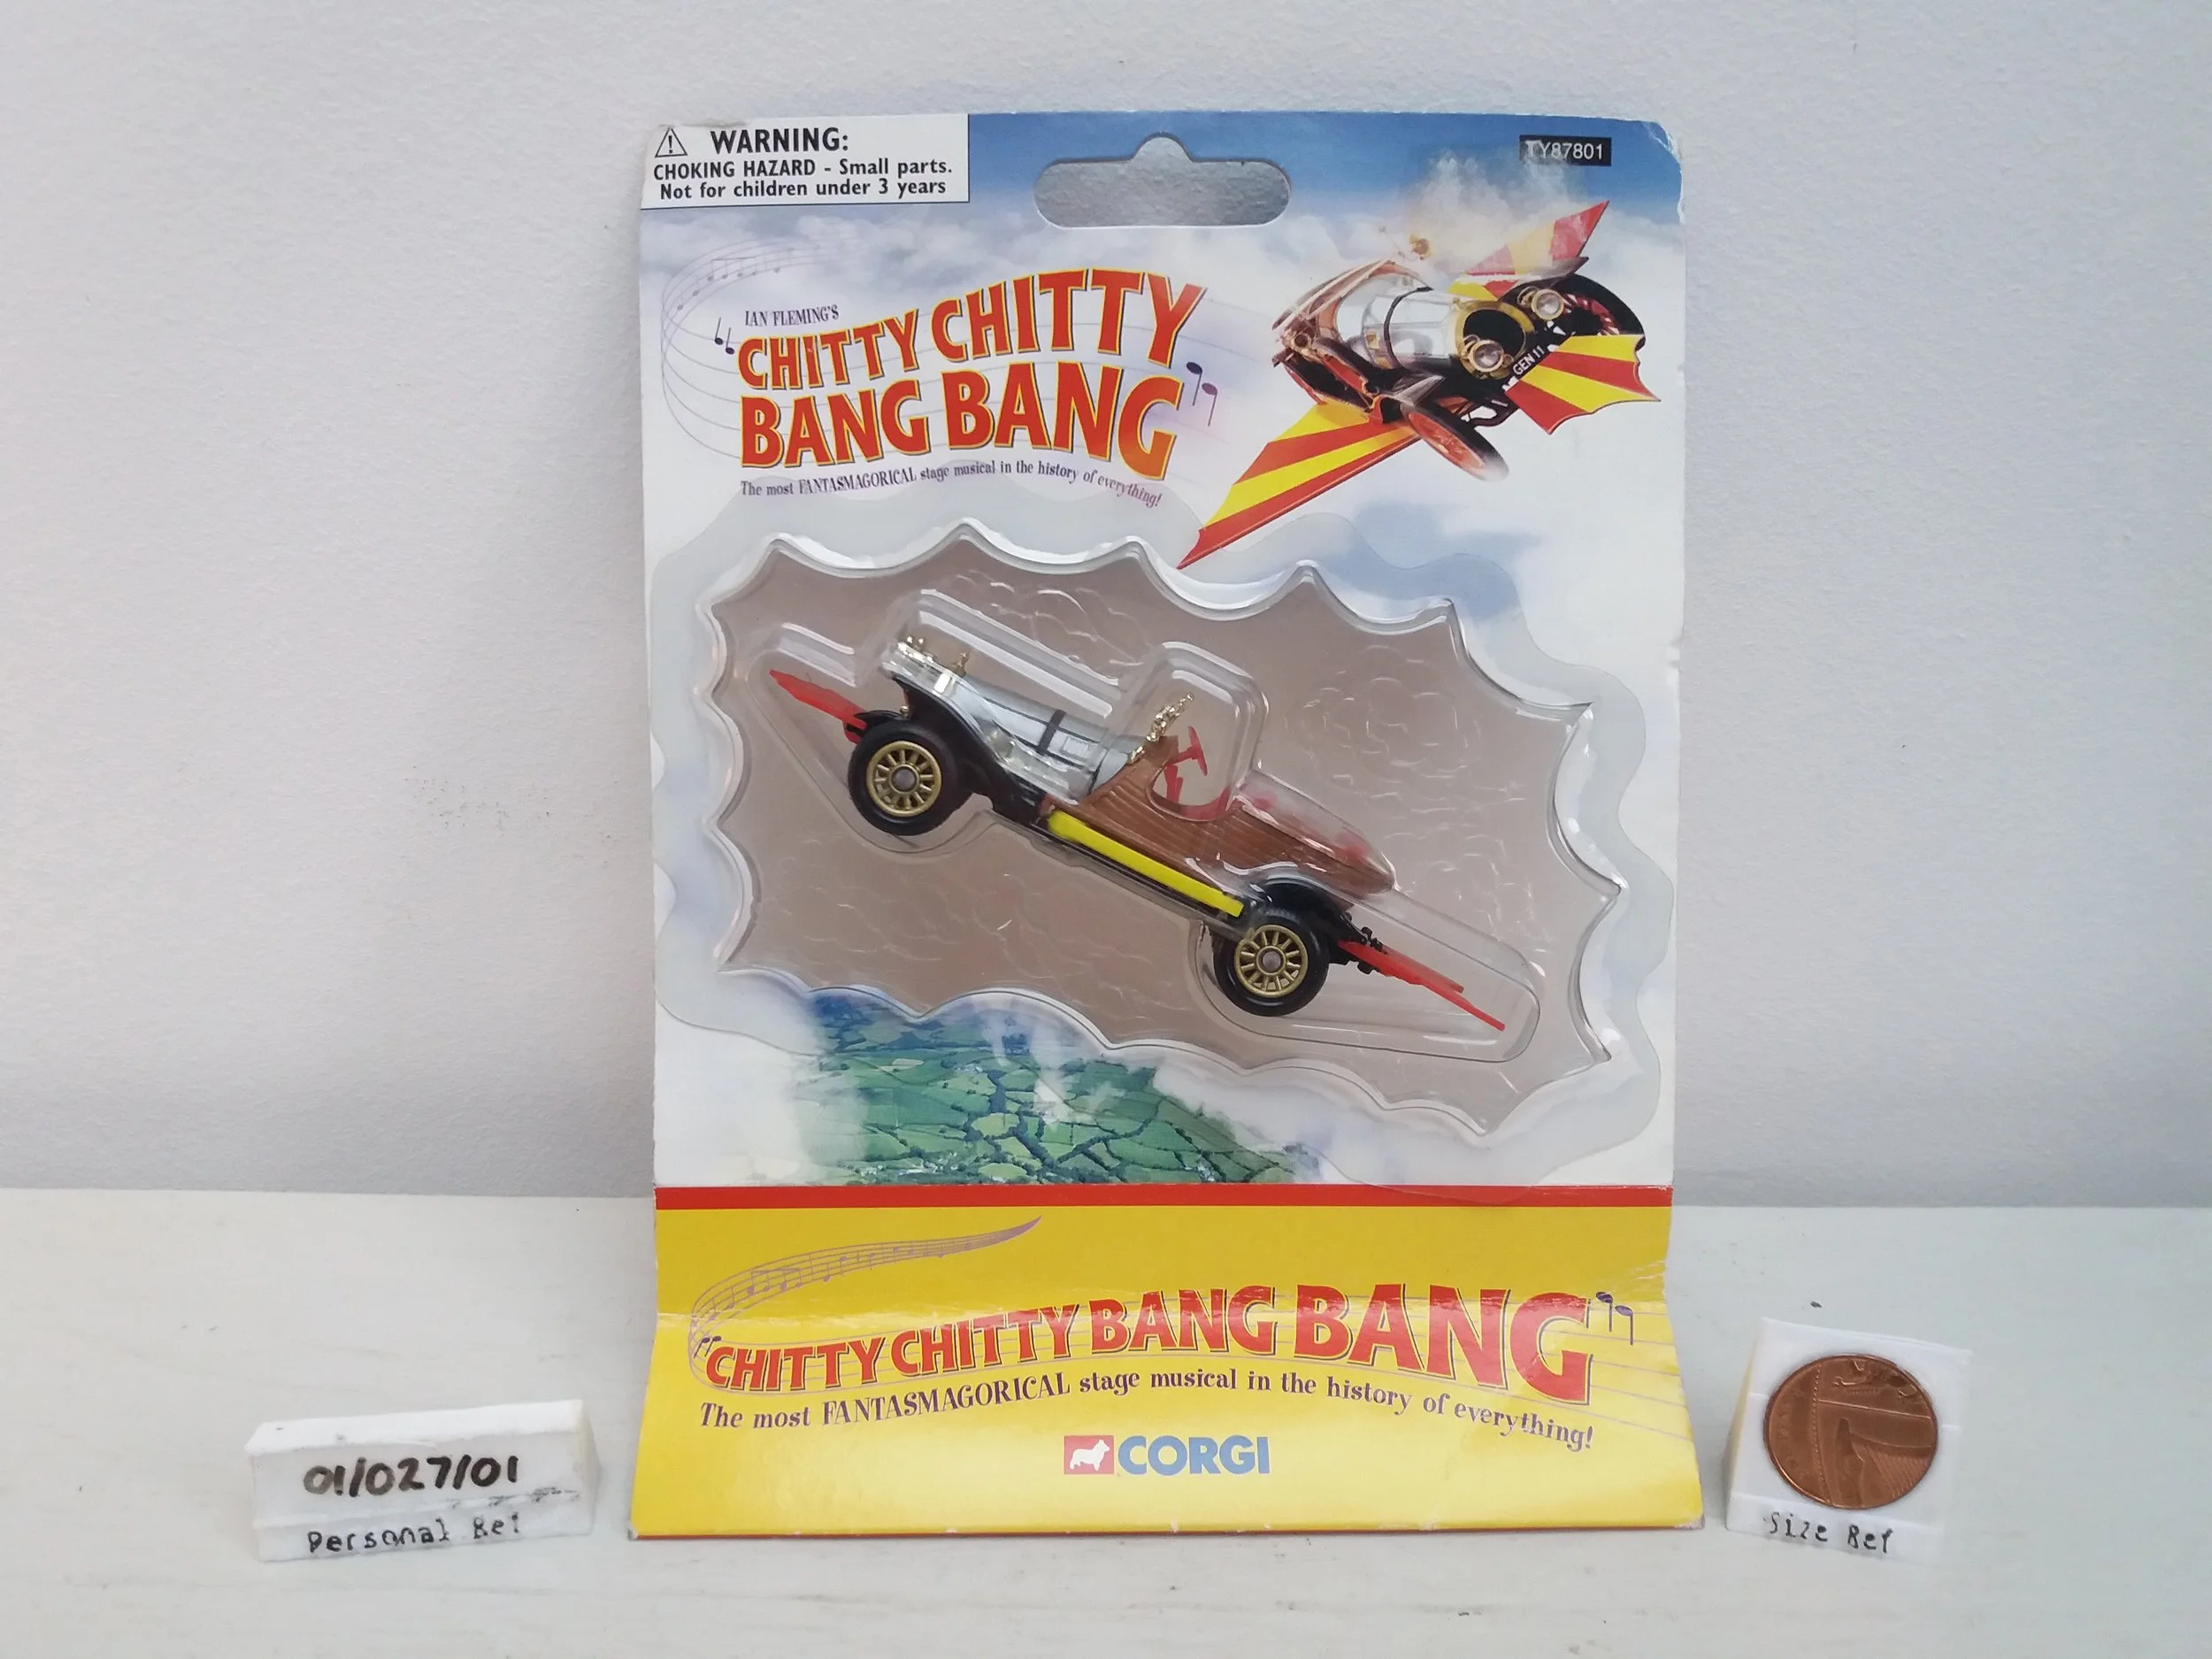 WARNING:
CHOKING HAZARD - Small parts.
Not for children under 3 years
TY87801
IAN FLEMING'S
CHITTY CHITTY
BANG BANG
The most FANTASMAGORICAL stage musical in the history of everything!
GEN 11
CHITTY CHITTY BANG BANG
The most FANTASMAGORICAL stage musical in the history of everything!
CORGI
01/027/01
Personal Ref
Size Ref